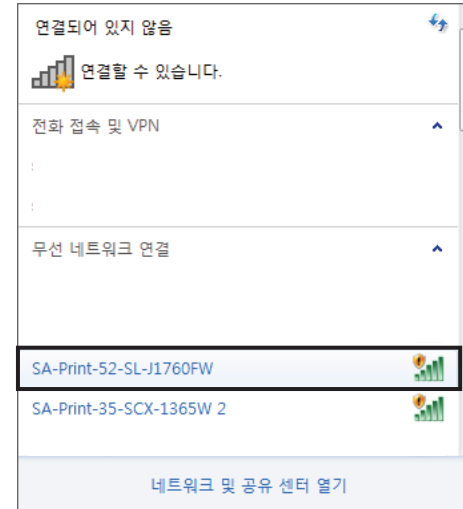 연결되어 있지 않음
연결할 수 있습니다.
전화 접속 및 VPN
무선 네트워크 연결
SA-Print-52-SL-J1760FW
SA-Print-35-SCX-1365W 2
네트워크 및 공유 센터 열기